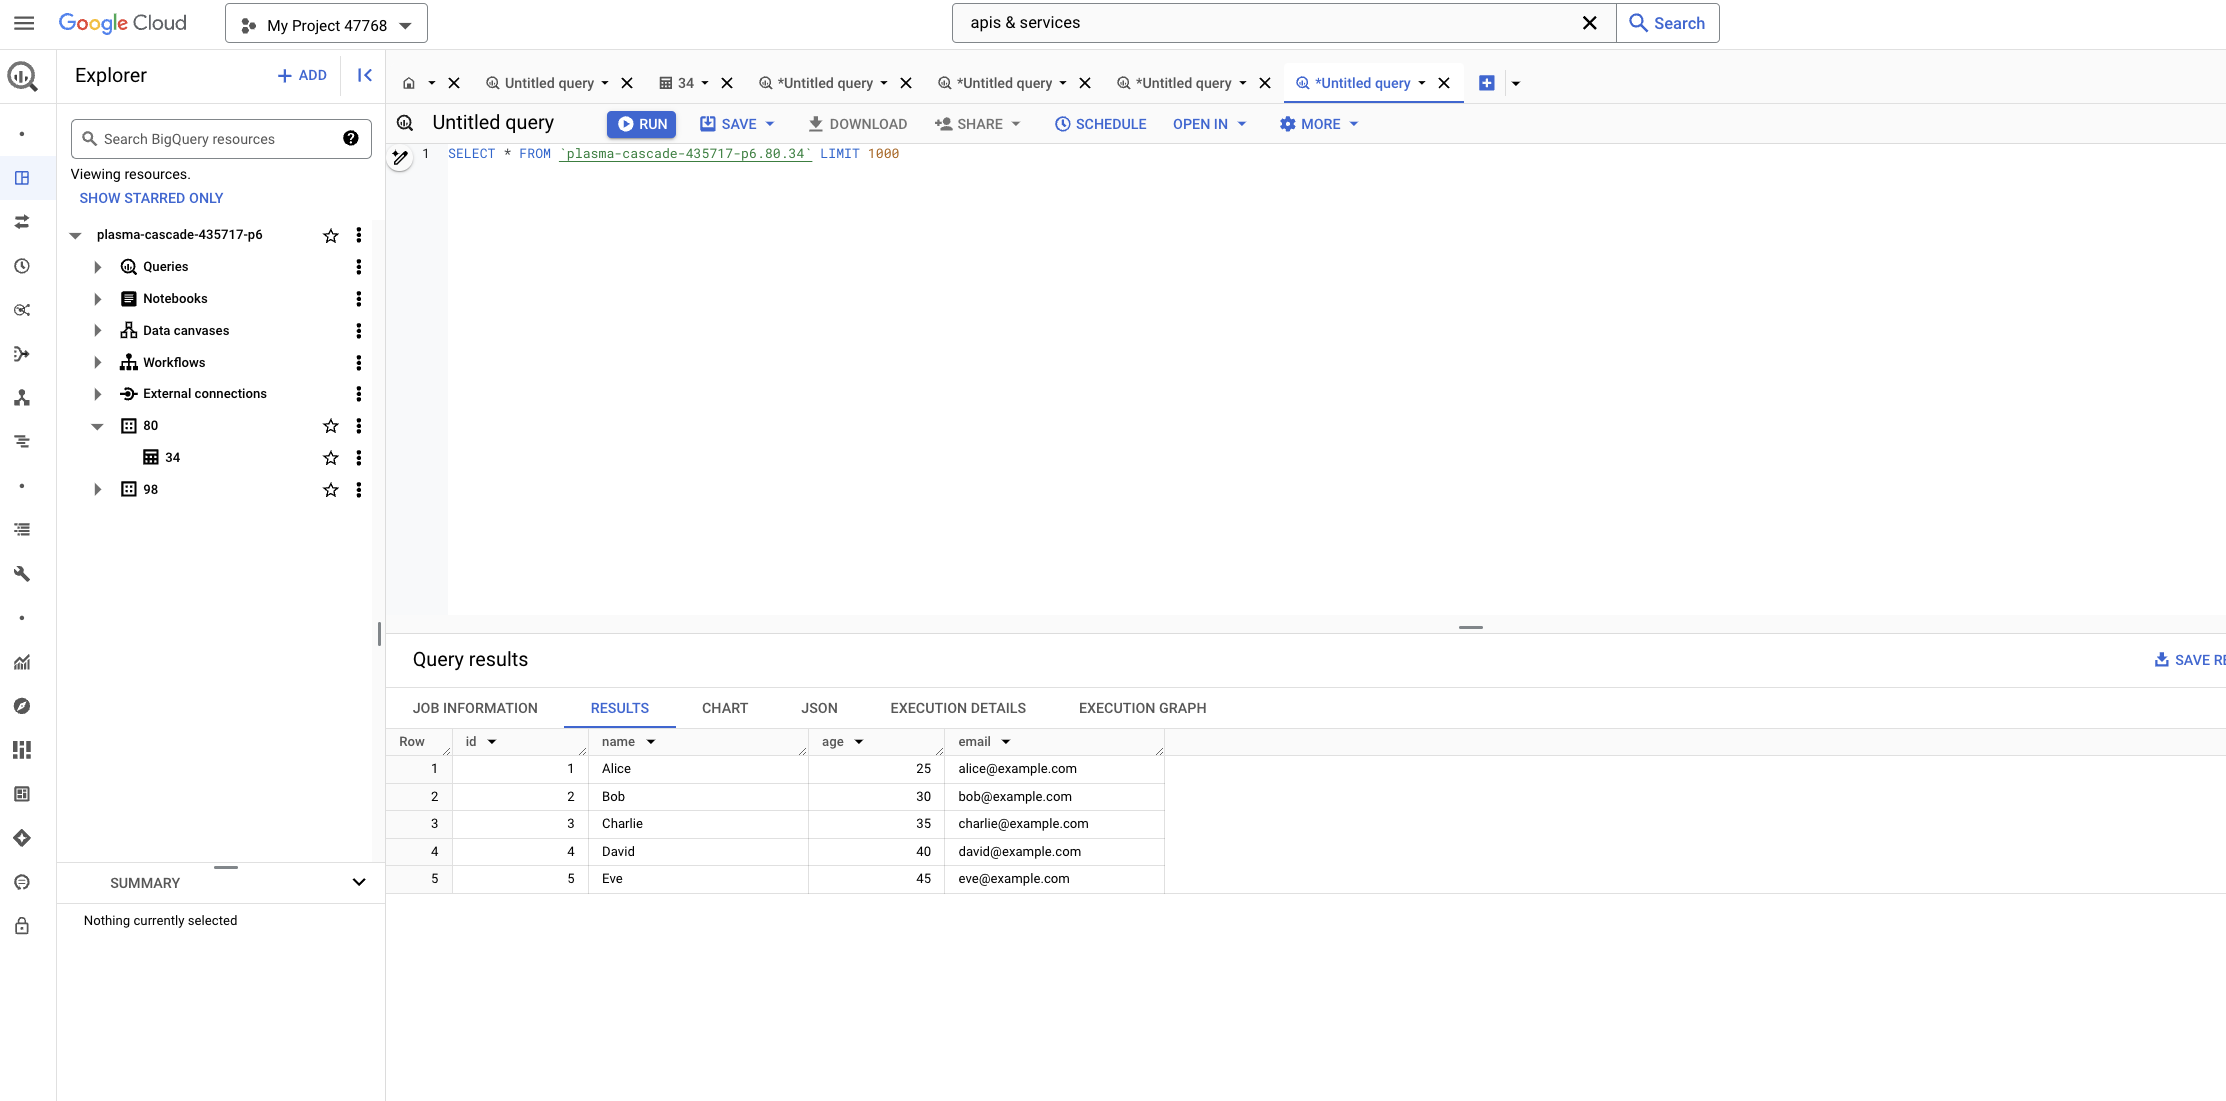 Google Cloud
My Project 47768
apis & services
Search
Explorer
ADD
Untitled query
34
*Untitled query
*Untitled query
*Untitled query
*Untitled query
Untitled query
RUN
SAVE
DOWNLOAD
SHARE
SCHEDULE
OPEN IN
MORE
Search BigQuery resources
1 SELECT * FROM `plasma-cascade-435717-p6.80.34` LIMIT 1000
Viewing resources.
SHOW STARRED ONLY
plasma-cascade-435717-p6
Queries
Notebooks
Data canvases
Workflows
External connections
80
34
98
SUMMARY
Nothing currently selected
Query results
SAVE RE
JOB INFORMATION RESULTS CHART JSON EXECUTION DETAILS EXECUTION GRAPH
Row id name age email
1 1 Alice 25 alice@example.com
2 2 Bob 30 bob@example.com
3 3 Charlie 35 charlie@example.com
4 4 David 40 david@example.com
5 5 Eve 45 eve@example.com